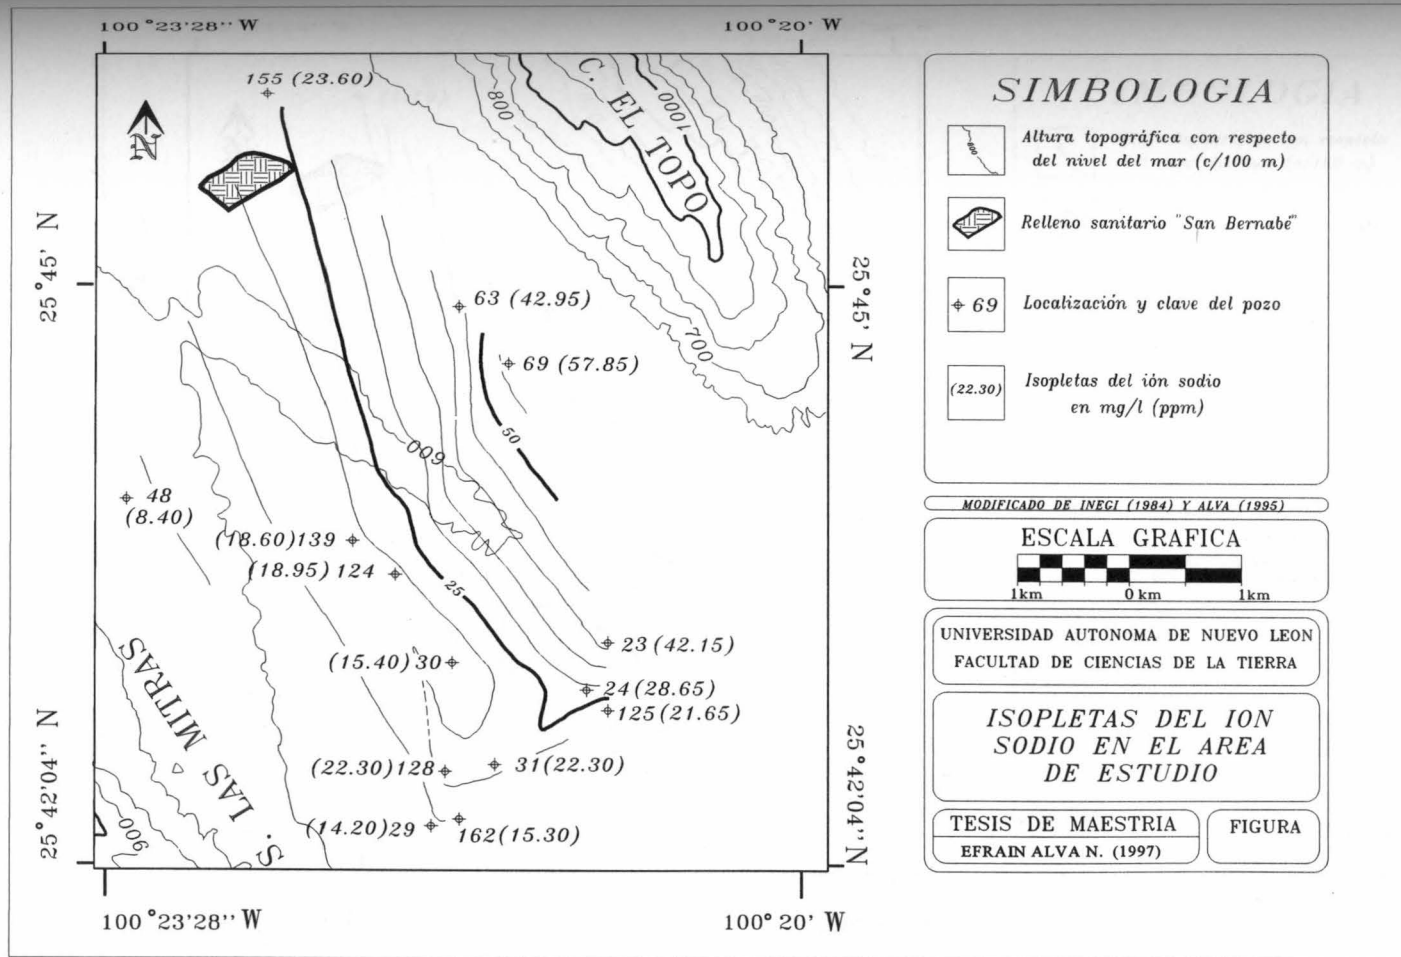 100°23'28'' W
100°20' W
155 (23.60)
N
800
C. EL TOPO
1000
25°45' N
25°45' N
63 (42.95)
700
69 (57.85)
50
600
48
(8.40)
(18.60)139
(18.95) 124
25
23 (42.15)
(15.40) 30
24 (28.65)
125 (21.65)
S. LAS MITRAS
(22.30)128
31(22.30)
25°42'04'' N
25°42'04'' N
900
(14.20)29
162(15.30)
100°23'28'' W
100°20' W
SIMBOLOGIA
600
Altura topográfica con respecto
del nivel del mar (c/100 m)
Relleno sanitario "San Bernabé"
69
Localización y clave del pozo
(22.30)
Isopletas del ión sodio
en mg/l (ppm)
MODIFICADO DE INEGI (1984) Y ALVA (1995)
ESCALA GRAFICA
1km 0 km 1km
UNIVERSIDAD AUTONOMA DE NUEVO LEON
FACULTAD DE CIENCIAS DE LA TIERRA
ISOPLETAS DEL ION
SODIO EN EL AREA
DE ESTUDIO
TESIS DE MAESTRIA
EFRAIN ALVA N. (1997)
FIGURA